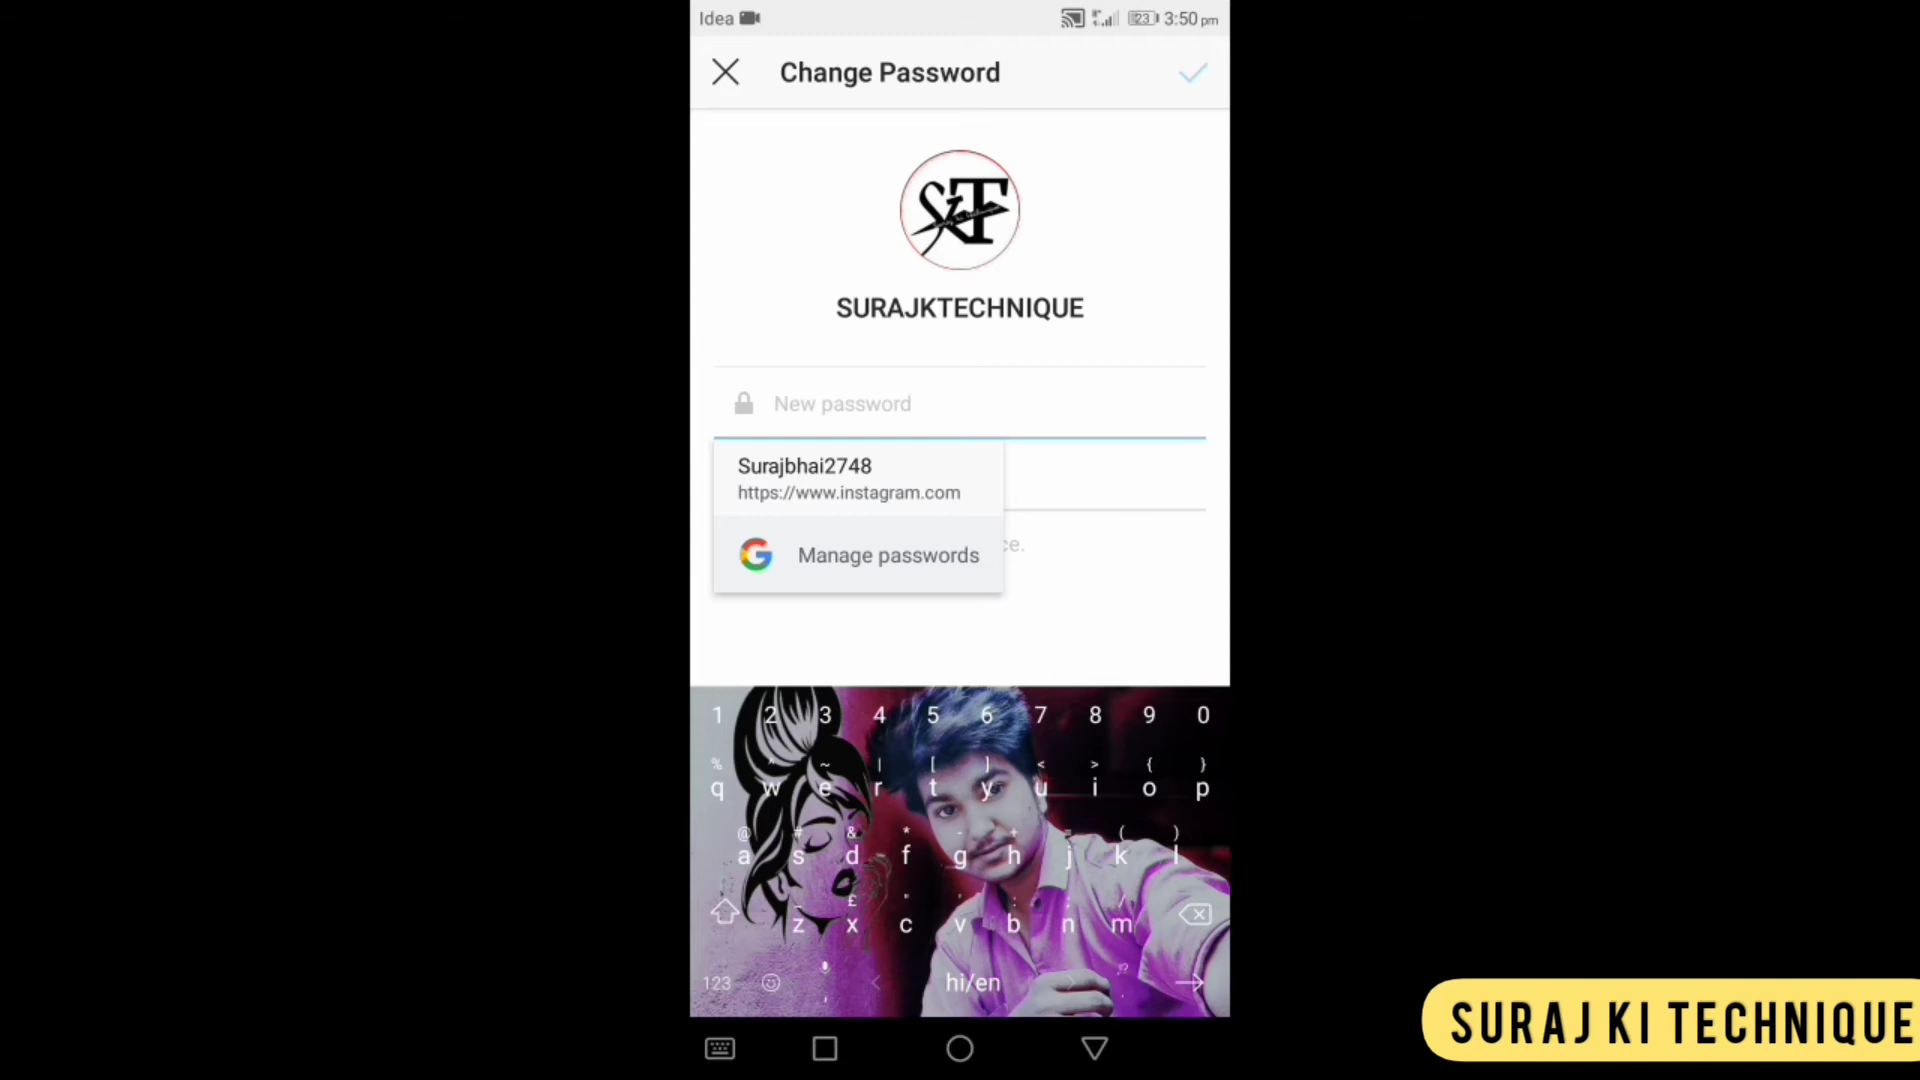 Idea 23 3:50 pm
Change Password
SURAJKTECHNIQUE
New password
Surajbhai2748
https://www.instagram.com
Manage passwords
1 2 3 4 5 6 7 8 9 0
% ^ ~ | [ ] < > { }
q w e r t y u i o p
@ # & * - + = ( )
a s d f g h j k l
_ £ " ' : ; /
z x c v b n m
123 , < hi/en > !?
.
SURAJ KI TECHNIQUE